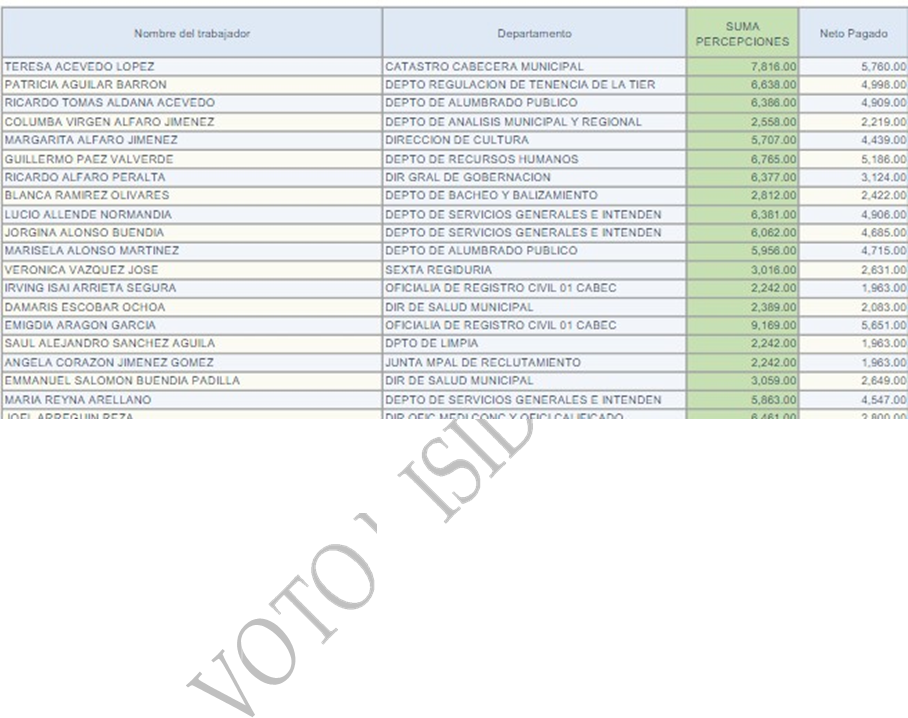 Nombre del trabajador Departamento SUMA PERCEPCIONES Neto Pagado
TERESA ACEVEDO LOPEZ CATASTRO CABECERA MUNICIPAL 7,816.00 5,760.00
PATRICIA AGUILAR BARRON DEPTO REGULACION DE TENENCIA DE LA TIER 6,638.00 4,998.00
RICARDO TOMAS ALDANA ACEVEDO DEPTO DE ALUMBRADO PUBLICO 6,386.00 4,909.00
COLUMBA VIRGEN ALFARO JIMENEZ DEPTO DE ANALISIS MUNICIPAL Y REGIONAL 2,558.00 2,219.00
MARGARITA ALFARO JIMENEZ DIRECCION DE CULTURA 5,707.00 4,439.00
GUILLERMO PAEZ VALVERDE DEPTO DE RECURSOS HUMANOS 6,765.00 5,186.00
RICARDO ALFARO PERALTA DIR GRAL DE GOBERNACION 6,377.00 3,124.00
BLANCA RAMIREZ OLIVARES DEPTO DE BACHEO Y BALIZAMIENTO 2,812.00 2,422.00
LUCIO ALLENDE NORMANDIA DEPTO DE SERVICIOS GENERALES E INTENDEN 6,381.00 4,906.00
JORGINA ALONSO BUENDIA DEPTO DE SERVICIOS GENERALES E INTENDEN 6,062.00 4,685.00
MARISELA ALONSO MARTINEZ DEPTO DE ALUMBRADO PUBLICO 5,956.00 4,715.00
VERONICA VAZQUEZ JOSE SEXTA REGIDURIA 3,016.00 2,631.00
IRVING ISAI ARRIETA SEGURA OFICIALIA DE REGISTRO CIVIL 01 CABEC 2,242.00 1,963.00
DAMARIS ESCOBAR OCHOA DIR DE SALUD MUNICIPAL 2,389.00 2,083.00
EMIGDIA ARAGON GARCIA OFICIALIA DE REGISTRO CIVIL 01 CABEC 9,169.00 5,651.00
SAUL ALEJANDRO SANCHEZ AGUILA DPTO DE LIMPIA 2,242.00 1,963.00
ANGELA CORAZON JIMENEZ GOMEZ JUNTA MPAL DE RECLUTAMIENTO 2,242.00 1,963.00
EMMANUEL SALOMON BUENDIA PADILLA DIR DE SALUD MUNICIPAL 3,059.00 2,649.00
MARIA REYNA ARELLANO DEPTO DE SERVICIOS GENERALES E INTENDEN 5,863.00 4,547.00
JOEL ARREGUIN REZA DIR OFIC MEDI CONC Y OFICI CALIFICADO 6,461.00 2,800.00
VOTO